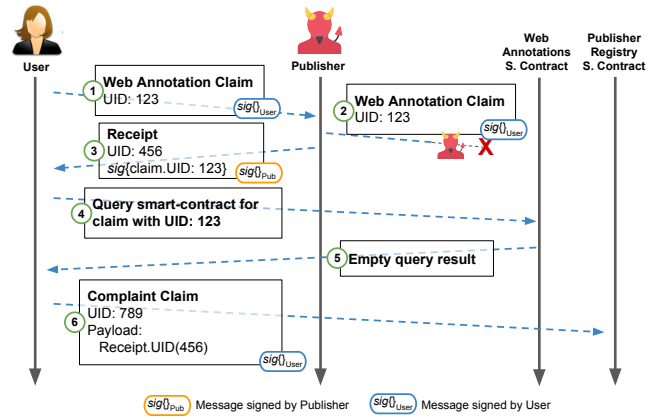 User
Publisher
Web
Annotations
S. Contract
Publisher
Registry
S. Contract
1
Web Annotation Claim
UID: 123
sig{}User
2
Web Annotation Claim
UID: 123
sig{}User
X
3
Receipt
UID: 456
sig{claim.UID: 123}
sig{}Pub
4
Query smart-contract for
claim with UID: 123
5
Empty query result
6
Complaint Claim
UID: 789
Payload:
Receipt.UID(456)
sig{}User
sig{}Pub Message signed by Publisher
sig{}User Message signed by User